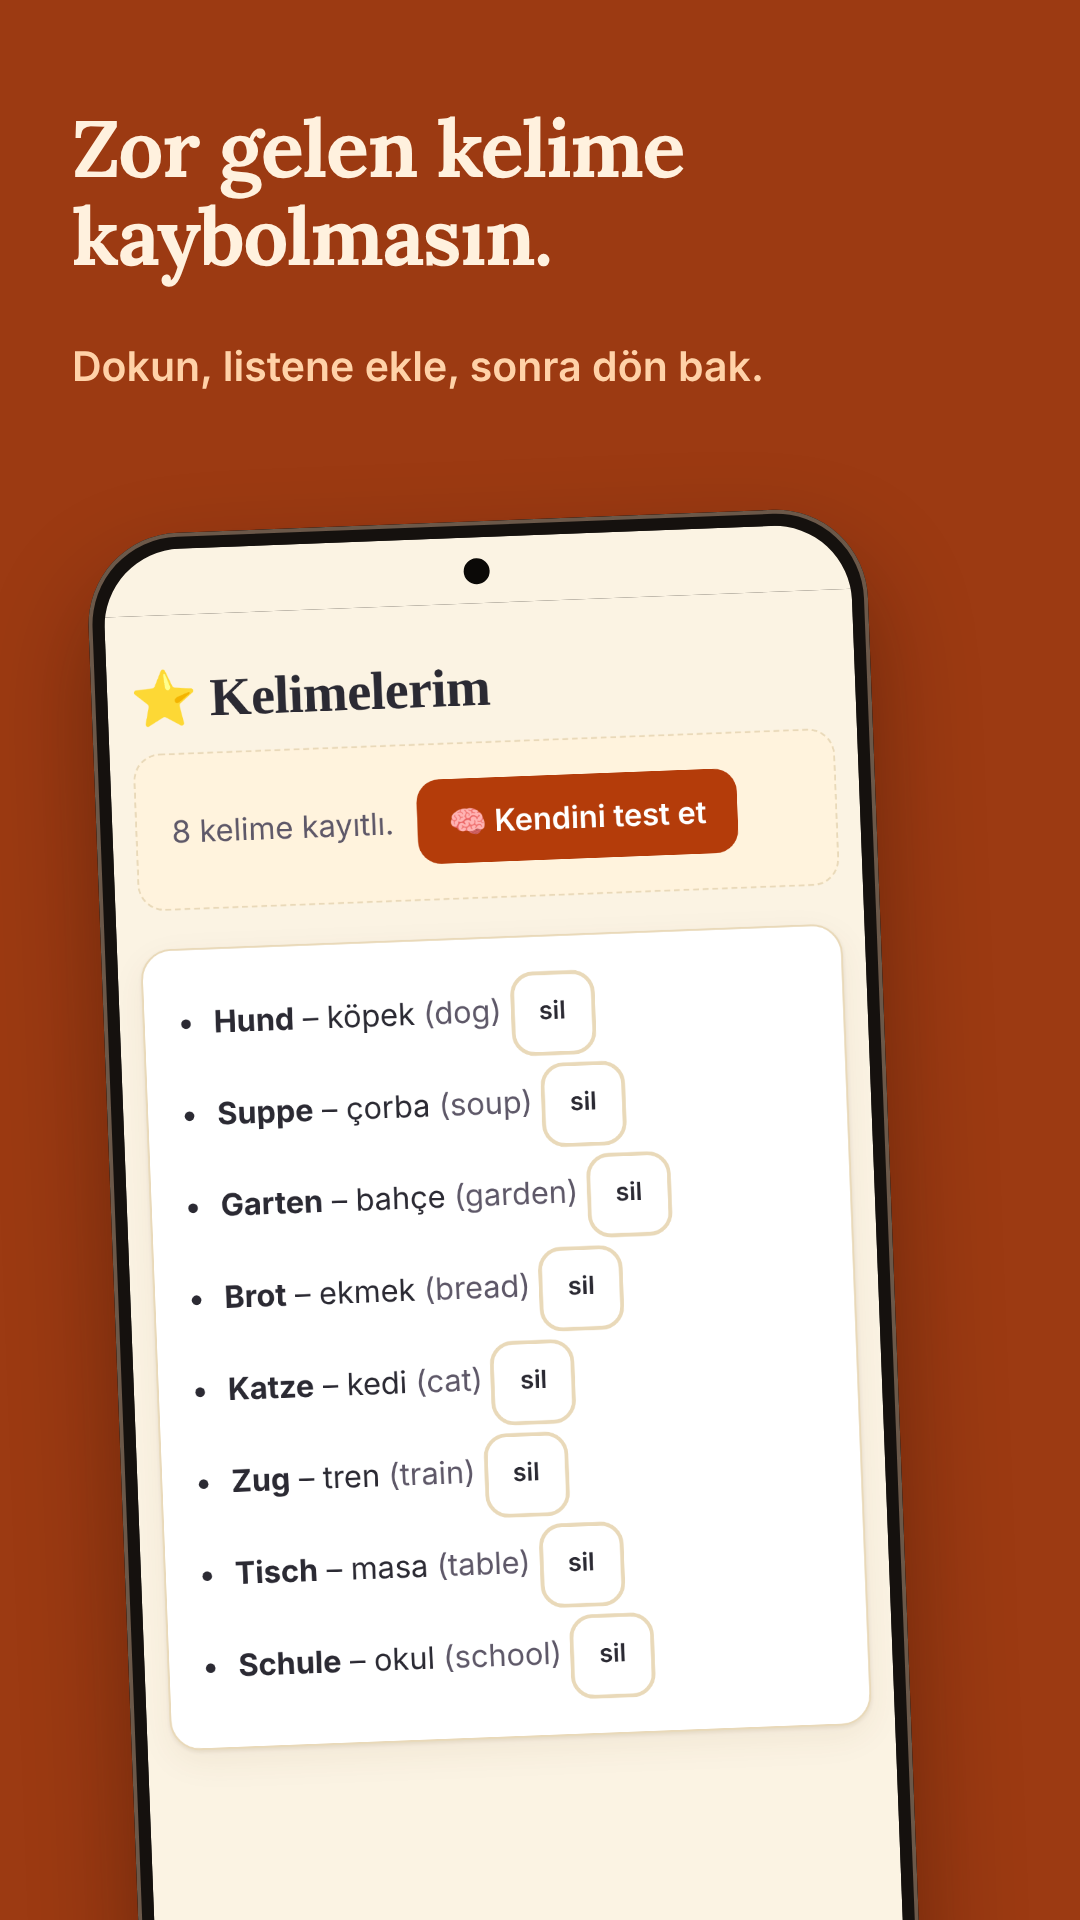 Zor gelen kelime
kaybolmasın.
Dokun, listene ekle, sonra dön bak.
⭐ Kelimelerim
8 kelime kayıtlı. 🧠 Kendini test et
• Hund – köpek (dog) sil
• Suppe – çorba (soup) sil
• Garten – bahçe (garden) sil
• Brot – ekmek (bread) sil
• Katze – kedi (cat) sil
• Zug – tren (train) sil
• Tisch – masa (table) sil
• Schule – okul (school) sil